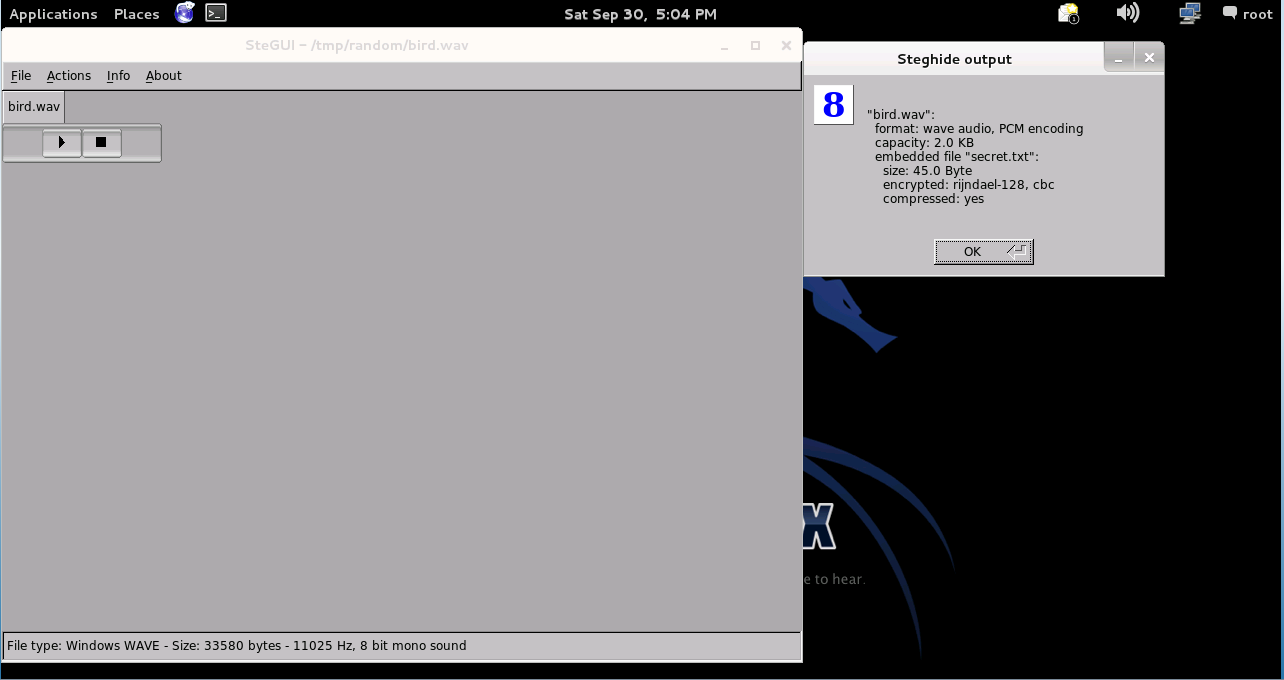 Applications Places Sat Sep 30, 5:04 PM 1 root
SteGUI - /tmp/random/bird.wav
File Actions Info About
bird.wav
Steghide output
8
"bird.wav":
format: wave audio, PCM encoding
capacity: 2.0 KB
embedded file "secret.txt":
size: 45.0 Byte
encrypted: rijndael-128, cbc
compressed: yes
OK
X
e to hear.
File type: Windows WAVE - Size: 33580 bytes - 11025 Hz, 8 bit mono sound